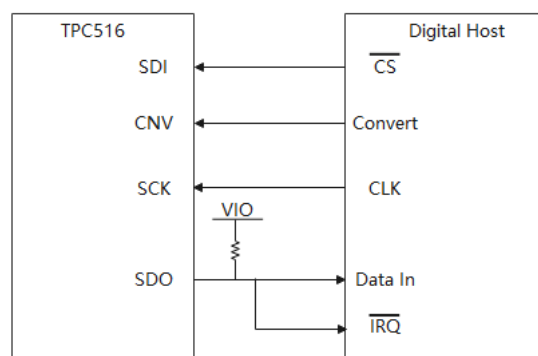 TPC516 Digital Host
SDI CS
CNV Convert
SCK CLK
VIO
SDO Data In
IRQ